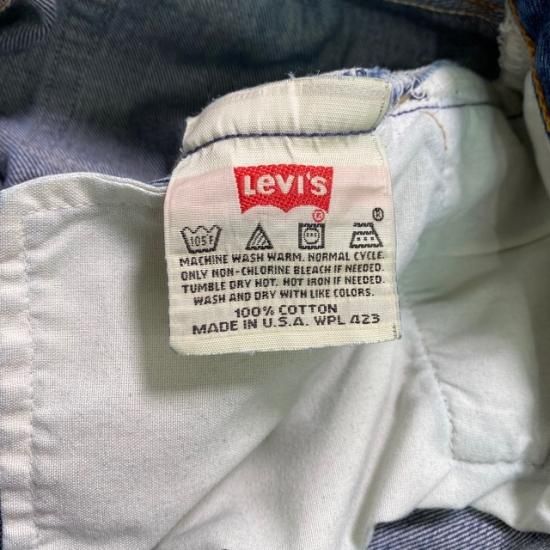 LEVI'S
105F
MACHINE WASH WARM. NORMAL CYCLE.
ONLY NON-CHLORINE BLEACH IF NEEDED.
TUMBLE DRY HOT. HOT IRON IF NEEDED.
WASH AND DRY WITH LIKE COLORS.
100% COTTON
MADE IN U.S.A. WPL 423